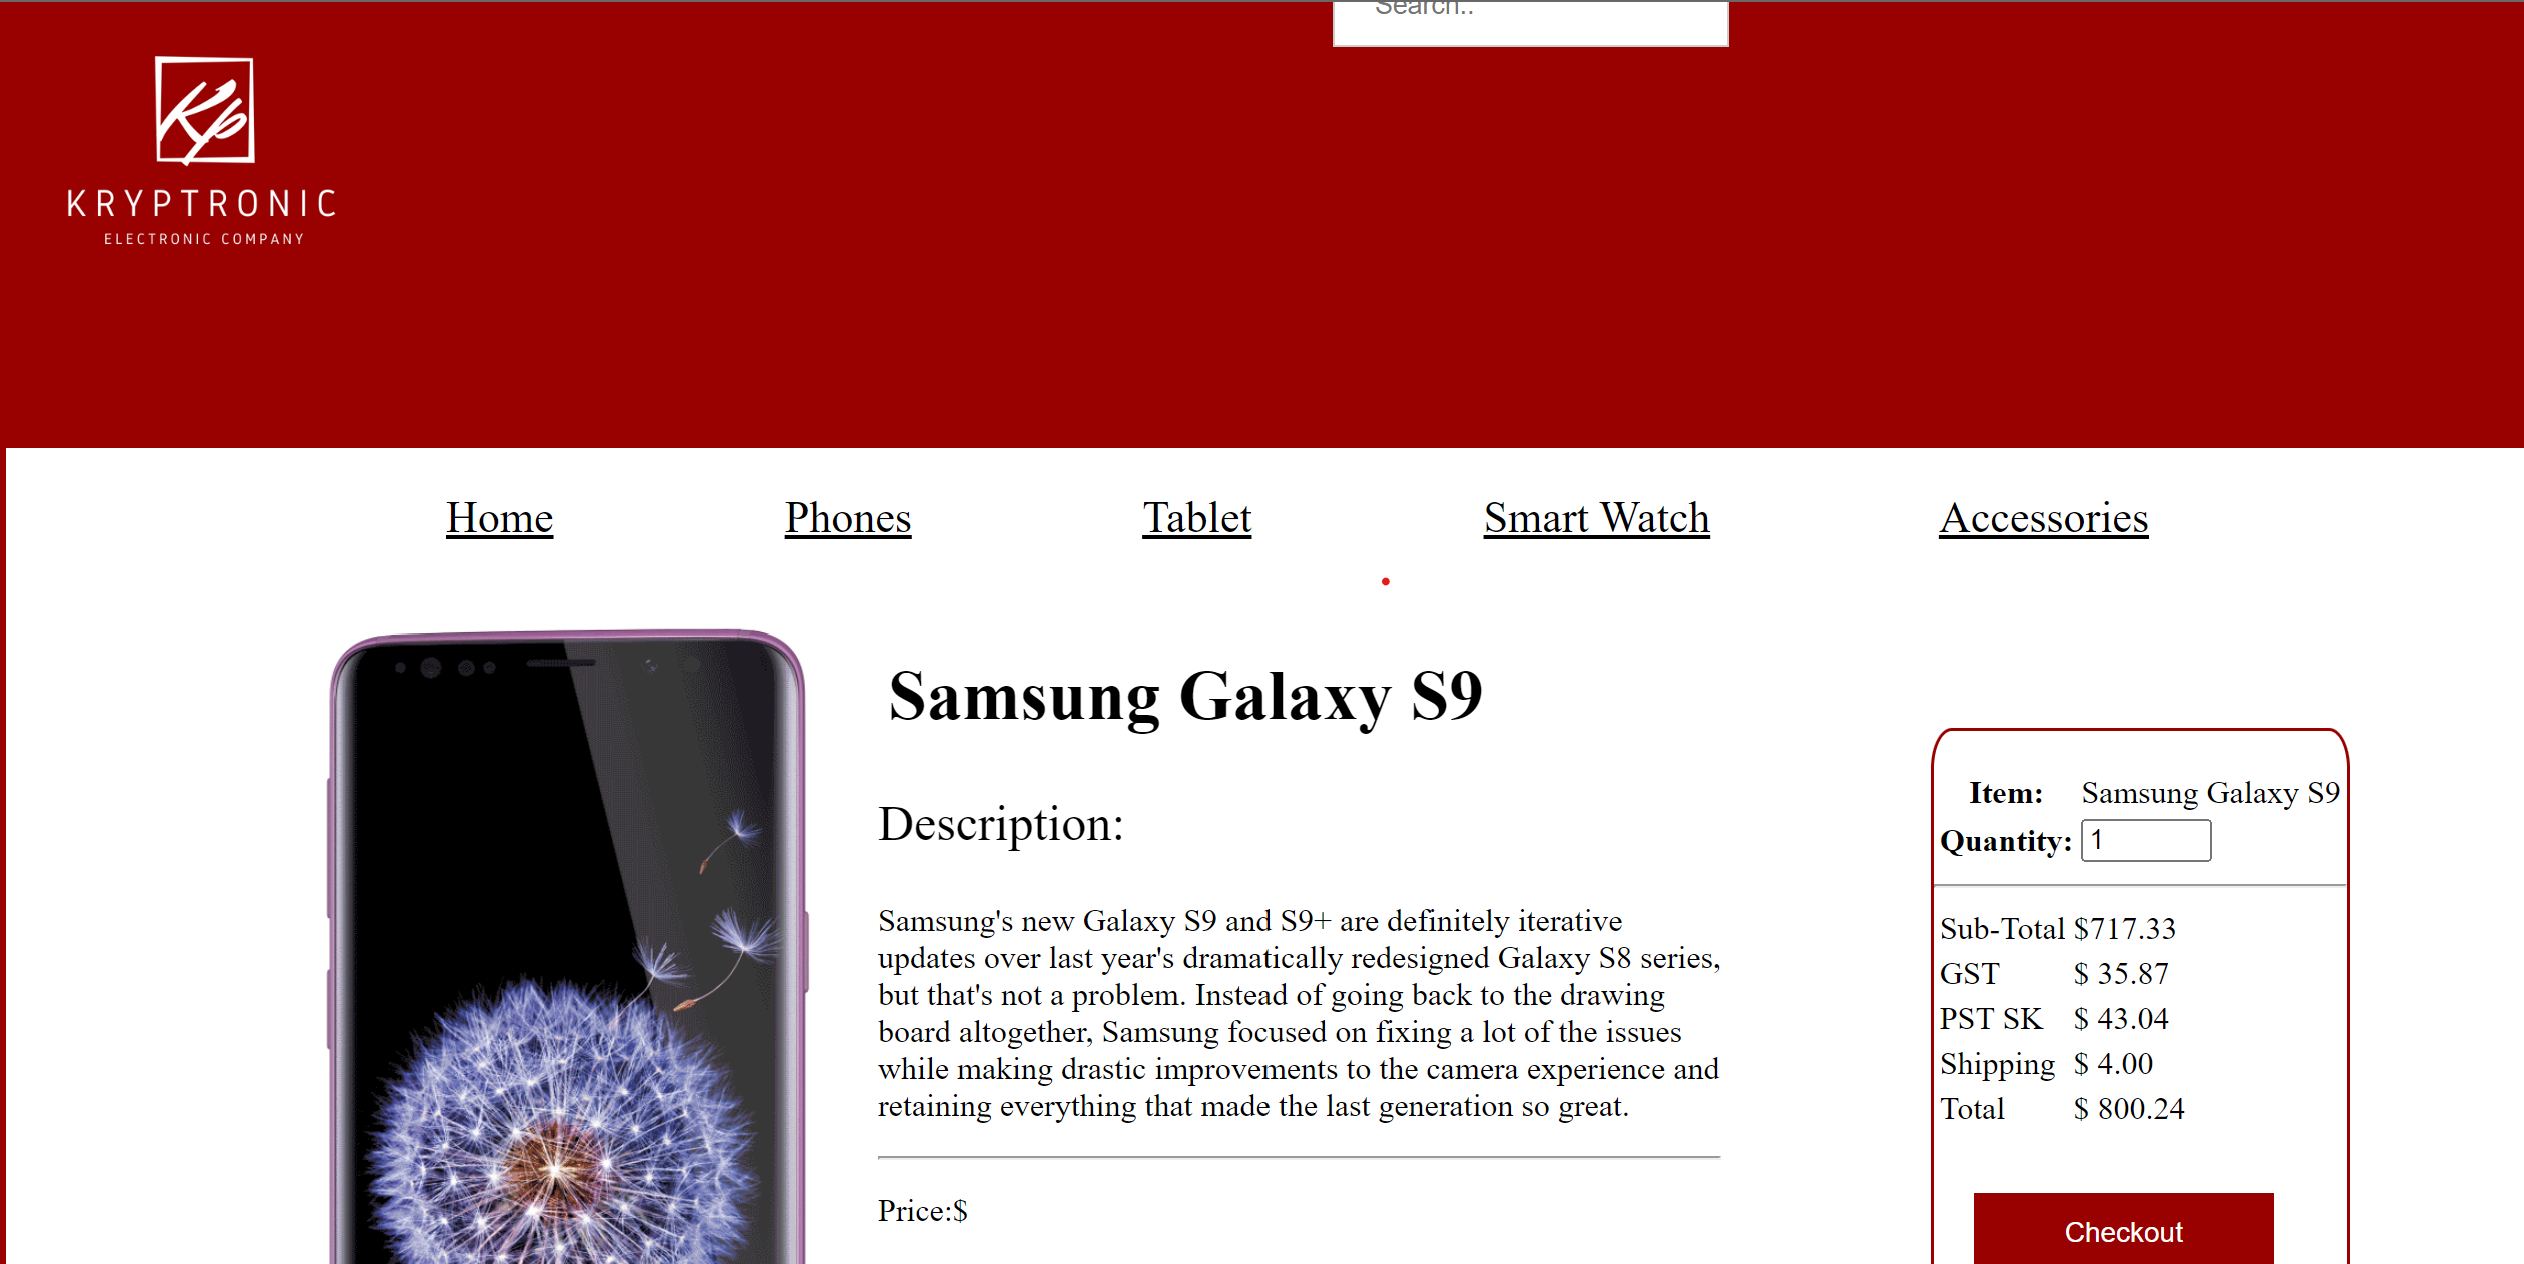 Search..
Kp
KRYPTRONIC
ELECTRONIC COMPANY
Home Phones Tablet Smart Watch Accessories
Samsung Galaxy S9
Description:
Samsung's new Galaxy S9 and S9+ are definitely iterative
updates over last year's dramatically redesigned Galaxy S8 series,
but that's not a problem. Instead of going back to the drawing
board altogether, Samsung focused on fixing a lot of the issues
while making drastic improvements to the camera experience and
retaining everything that made the last generation so great.
Price:$
Item: Samsung Galaxy S9
Quantity: 1
Sub-Total $717.33
GST $ 35.87
PST SK $ 43.04
Shipping $ 4.00
Total $ 800.24
Checkout